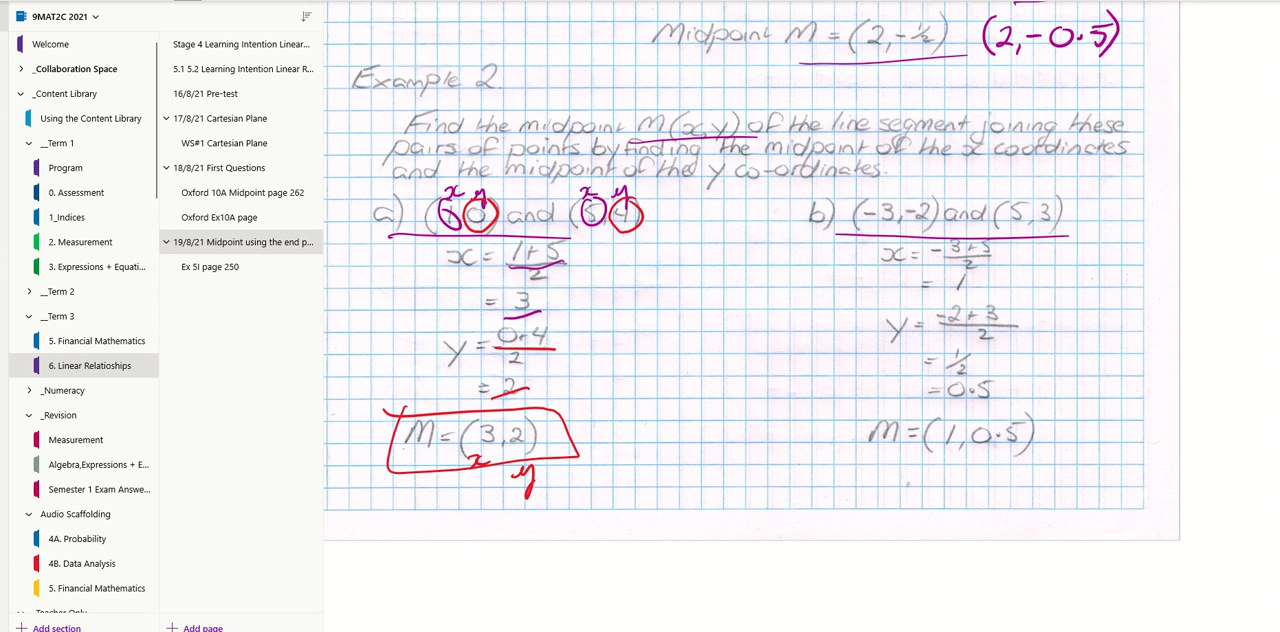 9MAT2C 2021
Welcome
_Collaboration Space
_Content Library
Using the Content Library
__Term 1
Program
0. Assessment
1_Indices
2. Measurement
3. Expressions + Equati...
__Term 2
__Term 3
5. Financial Mathematics
6. Linear Relatioships
_Numeracy
_Revision
Measurement
Algebra,Expressions + E...
Semester 1 Exam Answe...
Audio Scaffolding
4A. Probability
4B. Data Analysis
5. Financial Mathematics
Teacher Only
Add section
Stage 4 Learning Intention Linear...
5.1 5.2 Learning Intention Linear R...
16/8/21 Pre-test
17/8/21 Cartesian Plane
WS#1 Cartesian Plane
18/8/21 First Questions
Oxford 10A Midpoint page 262
Oxford Ex10A page
19/8/21 Midpoint using the end p...
Ex 5I page 250
Add page
Midpoint M = (2,-½) (2,-0.5)
Example 2
Find the midpoint M(x,y) of the line segment joining these
pairs of points by finding the midpoint of the x coordinates
and the midpoint of the y co-ordinates.
x y x y
a) (1,0) and (5,4)
x = 1+5/2
= 3
y = 0+4/2
= 2
M=(3,2)
x y
b) (-3,-2) and (5,3)
x = -3+5/2
= 1
y = -2+3/2
= ½
= 0.5
M=(1,0.5)